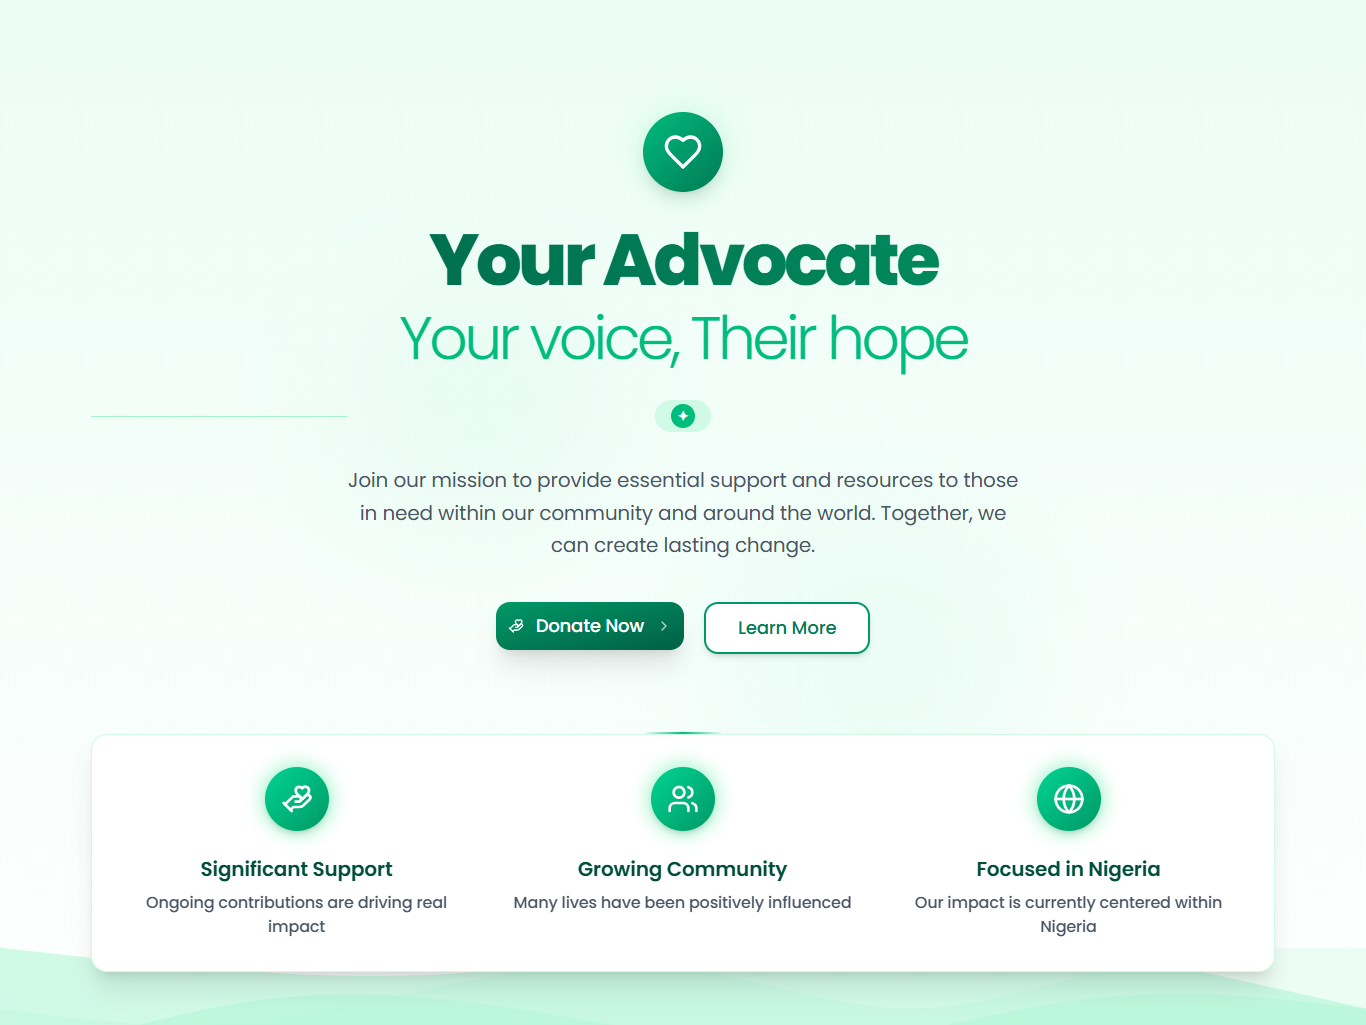 Your Advocate
Your voice, Their hope
Join our mission to provide essential support and resources to those
in need within our community and around the world. Together, we
can create lasting change.
Donate Now
Learn More
Significant Support
Ongoing contributions are driving real
impact
Growing Community
Many lives have been positively influenced
Focused in Nigeria
Our impact is currently centered within
Nigeria